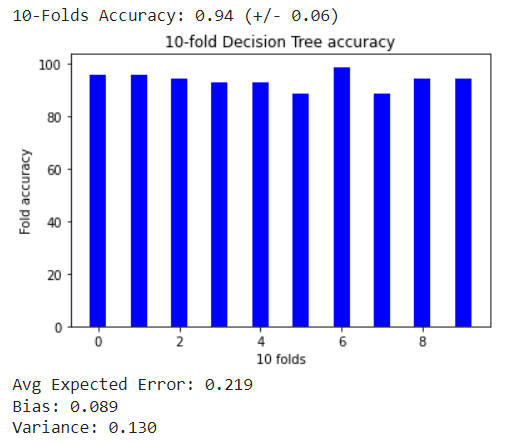 10-Folds Accuracy: 0.94 (+/- 0.06)
10-fold Decision Tree accuracy
100
80
60
40
20
0
Fold accuracy
0 2 4 6 8
10 folds
Avg Expected Error: 0.219
Bias: 0.089
Variance: 0.130